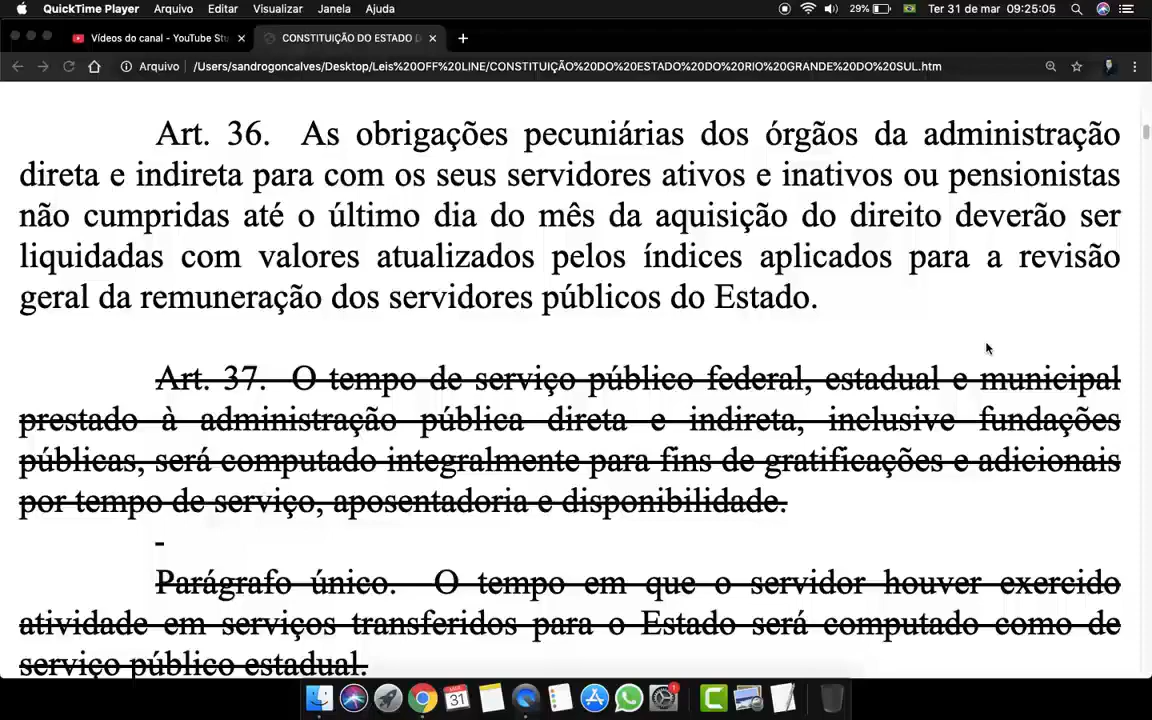 QuickTime Player Arquivo Editar Visualizar Janela Ajuda 29% Ter 31 de mar 09:25:05
Vídeos do canal - YouTube Stu × CONSTITUIÇÃO DO ESTADO D × +
Arquivo /Users/sandrogoncalves/Desktop/Leis%20OFF%20LINE/CONSTITUIÇÃO%20DO%20ESTADO%20DO%20RIO%20GRANDE%20DO%20SUL.htm
Art. 36. As obrigações pecuniárias dos órgãos da administração
direta e indireta para com os seus servidores ativos e inativos ou pensionistas
não cumpridas até o último dia do mês da aquisição do direito deverão ser
liquidadas com valores atualizados pelos índices aplicados para a revisão
geral da remuneração dos servidores públicos do Estado.
Art. 37. O tempo de serviço público federal, estadual e municipal
prestado à administração pública direta e indireta, inclusive fundações
públicas, será computado integralmente para fins de gratificações e adicionais
por tempo de serviço, aposentadoria e disponibilidade.
-
Parágrafo único. O tempo em que o servidor houver exercido
atividade em serviços transferidos para o Estado será computado como de
serviço público estadual.
31
1